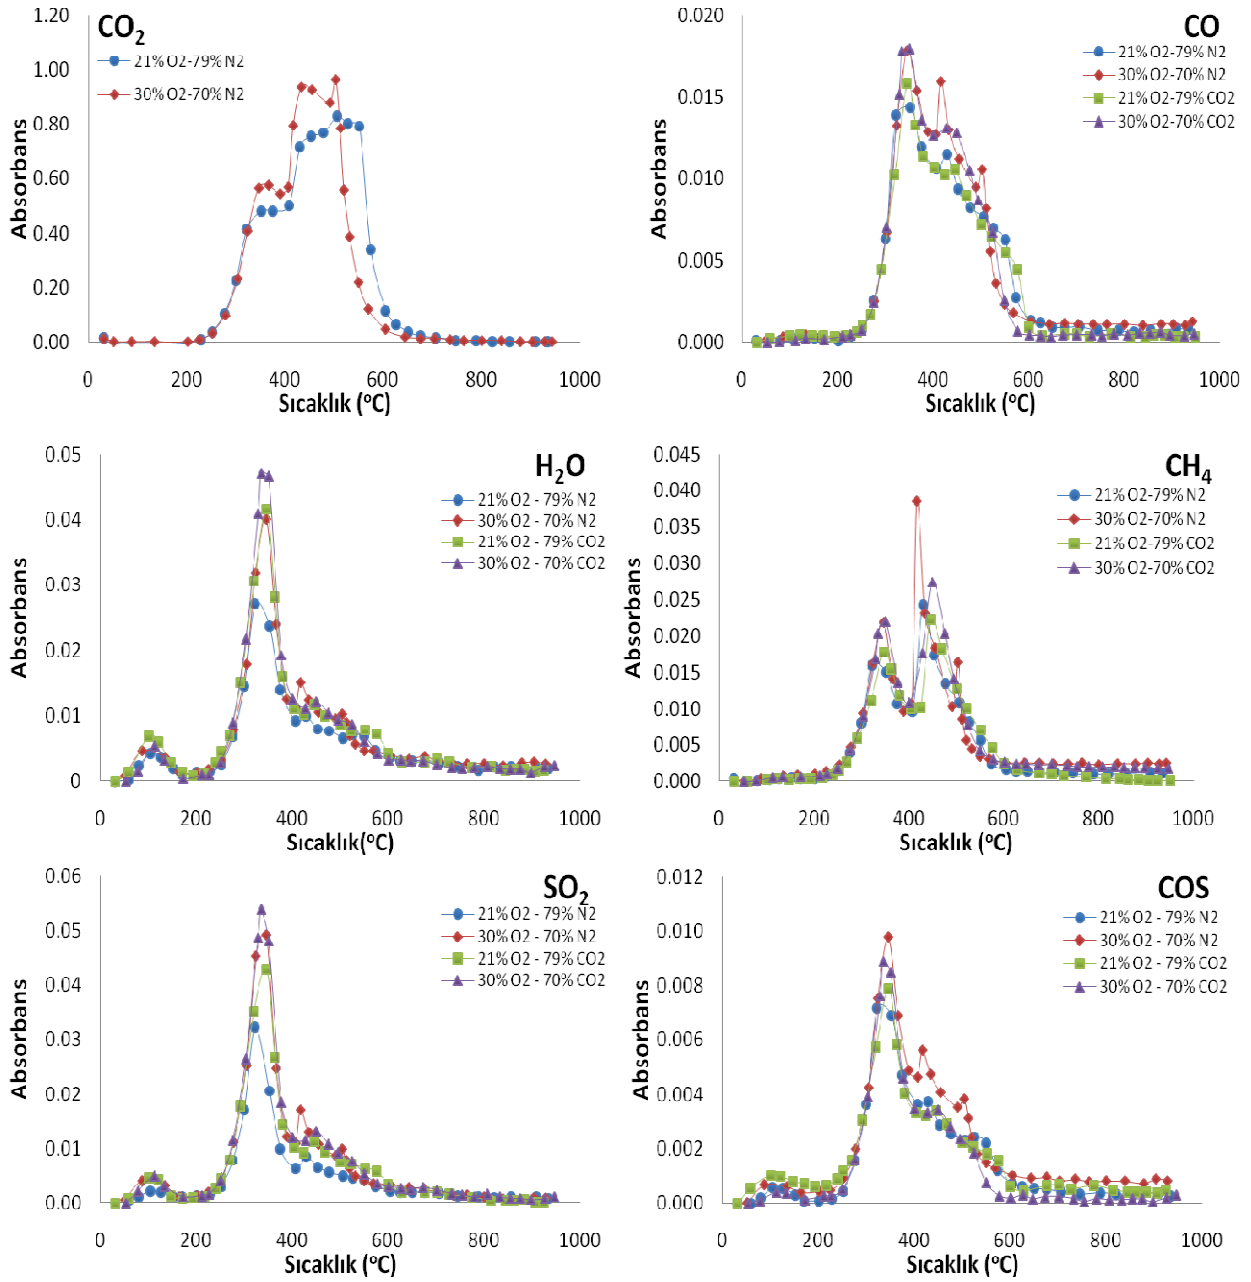 CO2
21% O2-79% N2
30% O2-70% N2
Absorbans
1.20
1.00
0.80
0.60
0.40
0.20
0.00
0 200 400 600 800 1000
Sıcaklık (ºC)
CO
21% O2-79% N2
30% O2-70% N2
21% O2-79% CO2
30% O2-70% CO2
Absorbans
0.020
0.015
0.010
0.005
0.000
0 200 400 600 800 1000
Sıcaklık (ºC)
H2O
21% O2 - 79% N2
30% O2 - 70% N2
21% O2 - 79% CO2
30% O2 - 70% CO2
Absorbans
0.05
0.04
0.03
0.02
0.01
0
0 200 400 600 800 1000
Sıcaklık(ºC)
CH4
21% O2-79% N2
30% O2-70% N2
21% O2-79% CO2
30% O2-70% CO2
Absorbans
0.045
0.040
0.035
0.030
0.025
0.020
0.015
0.010
0.005
0.000
0 200 400 600 800 1000
Sıcaklık (ºC)
SO2
21% O2 - 79% N2
30% O2 - 70% N2
21% O2 - 79% CO2
30% O2 - 70% CO2
Absorbans
0.06
0.05
0.04
0.03
0.02
0.01
0.00
0 200 400 600 800 1000
Sıcaklık (ºC)
COS
21% O2 - 79% N2
30% O2 - 70% N2
21% O2 - 79% CO2
30% O2 - 70% CO2
Absorbans
0.012
0.010
0.008
0.006
0.004
0.002
0.000
0 200 400 600 800 1000
Sıcaklık (ºC)